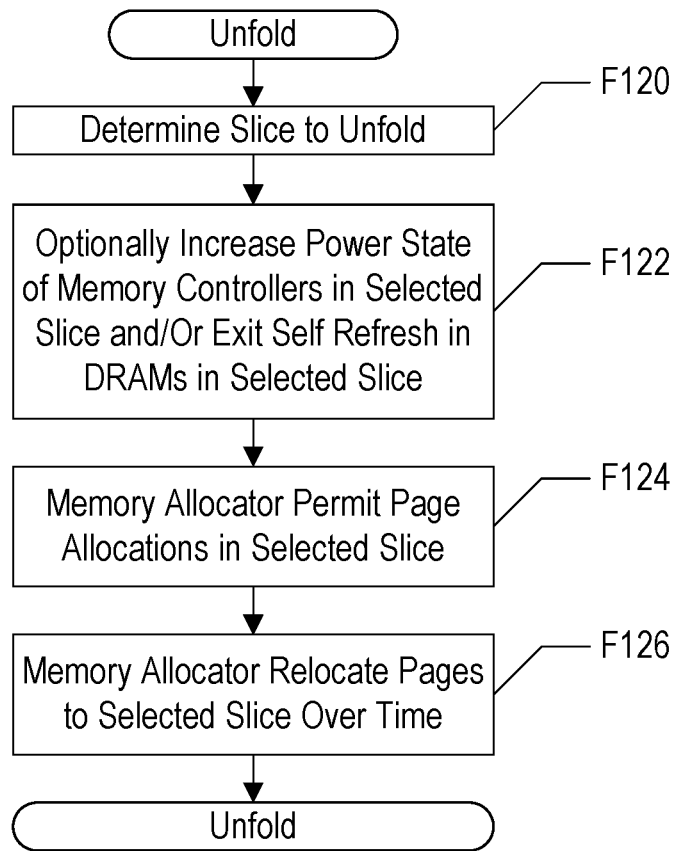 Unfold
F120
Determine Slice to Unfold
Optionally Increase Power State
of Memory Controllers in Selected
Slice and/Or Exit Self Refresh in
DRAMs in Selected Slice
F122
Memory Allocator Permit Page
Allocations in Selected Slice
F124
Memory Allocator Relocate Pages
to Selected Slice Over Time
F126
Unfold